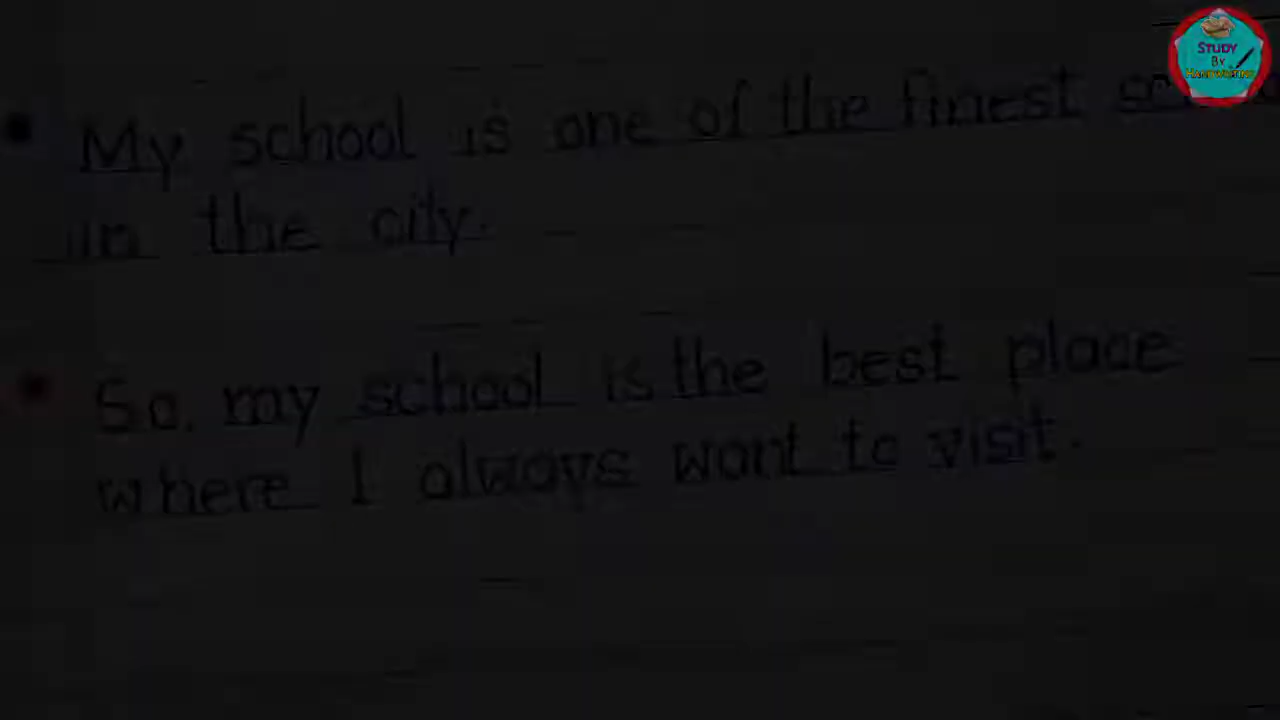 My school is one of the finest
in the city.
So, my school is the best place
where I always want to visit.
STUDY
BY
HANDWRITING